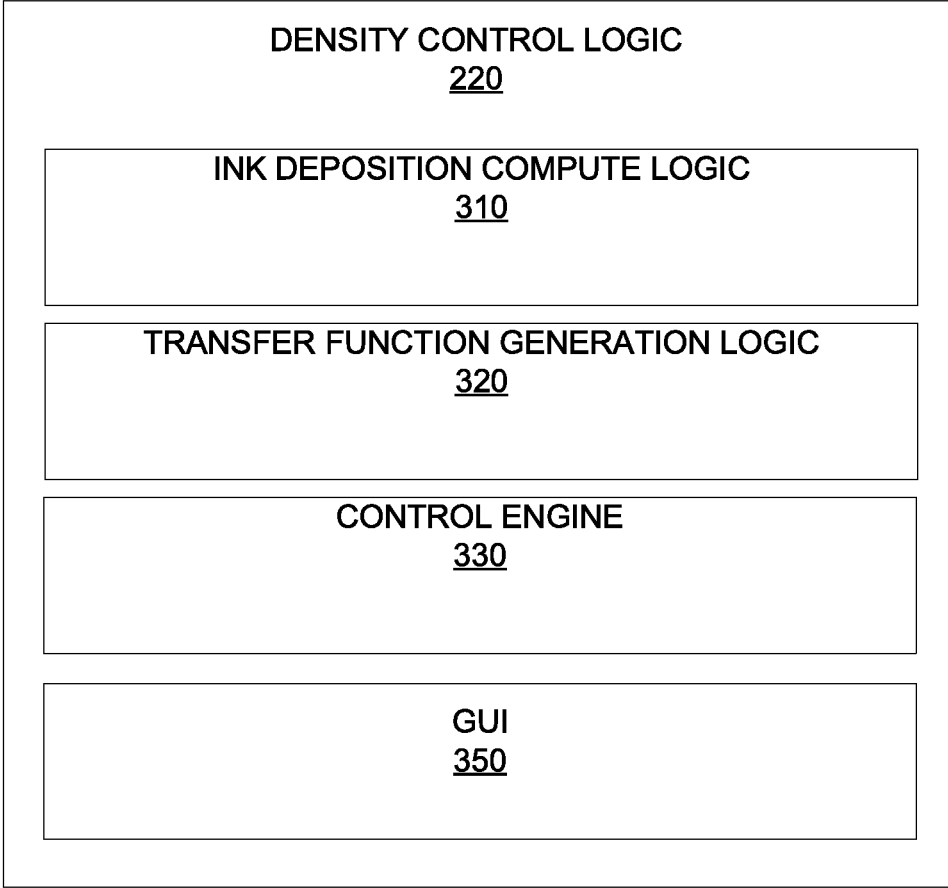 DENSITY CONTROL LOGIC
220
INK DEPOSITION COMPUTE LOGIC
310
TRANSFER FUNCTION GENERATION LOGIC
320
CONTROL ENGINE
330
GUI
350